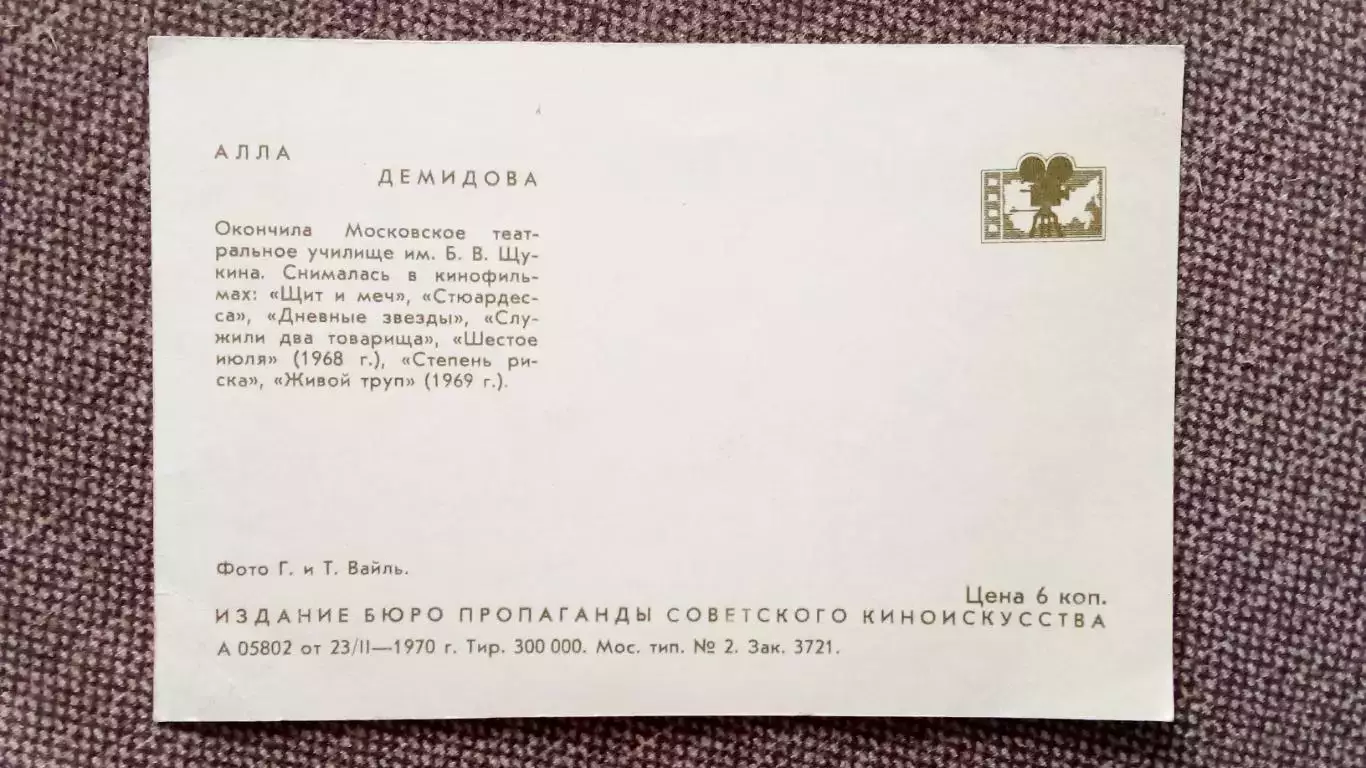 АЛЛА
ДЕМИДОВА
Окончила Московское теат-
ральное училище им. Б. В. Щу-
кина. Снималась в кинофиль-
мах: «Щит и меч», «Стюардес-
са», «Дневные звезды», «Слу-
жили два товарища», «Шестое
июля» (1968 г.), «Степень ри-
ска», «Живой труп» (1969 г.).
Фото Г. и Т. Вайль.
Цена 6 коп.
ИЗДАНИЕ БЮРО ПРОПАГАНДЫ СОВЕТСКОГО КИНОИСКУССТВА
А 05802 от 23/II—1970 г. Тир. 300 000. Мос. тип. № 2. Зак. 3721.